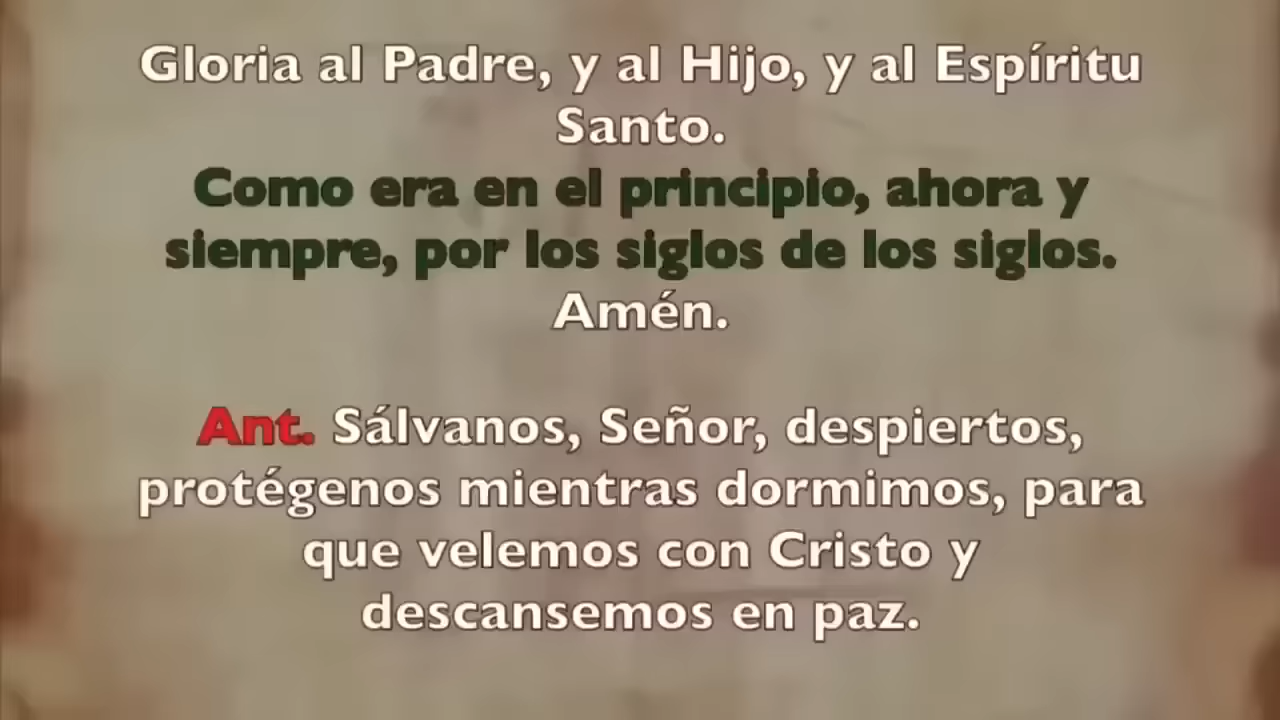 Gloria al Padre, y al Hijo, y al Espíritu
Santo.
Como era en el principio, ahora y
siempre, por los siglos de los siglos.
Amén.
Ant. Sálvanos, Señor, despiertos,
protégenos mientras dormimos, para
que velemos con Cristo y
descansemos en paz.